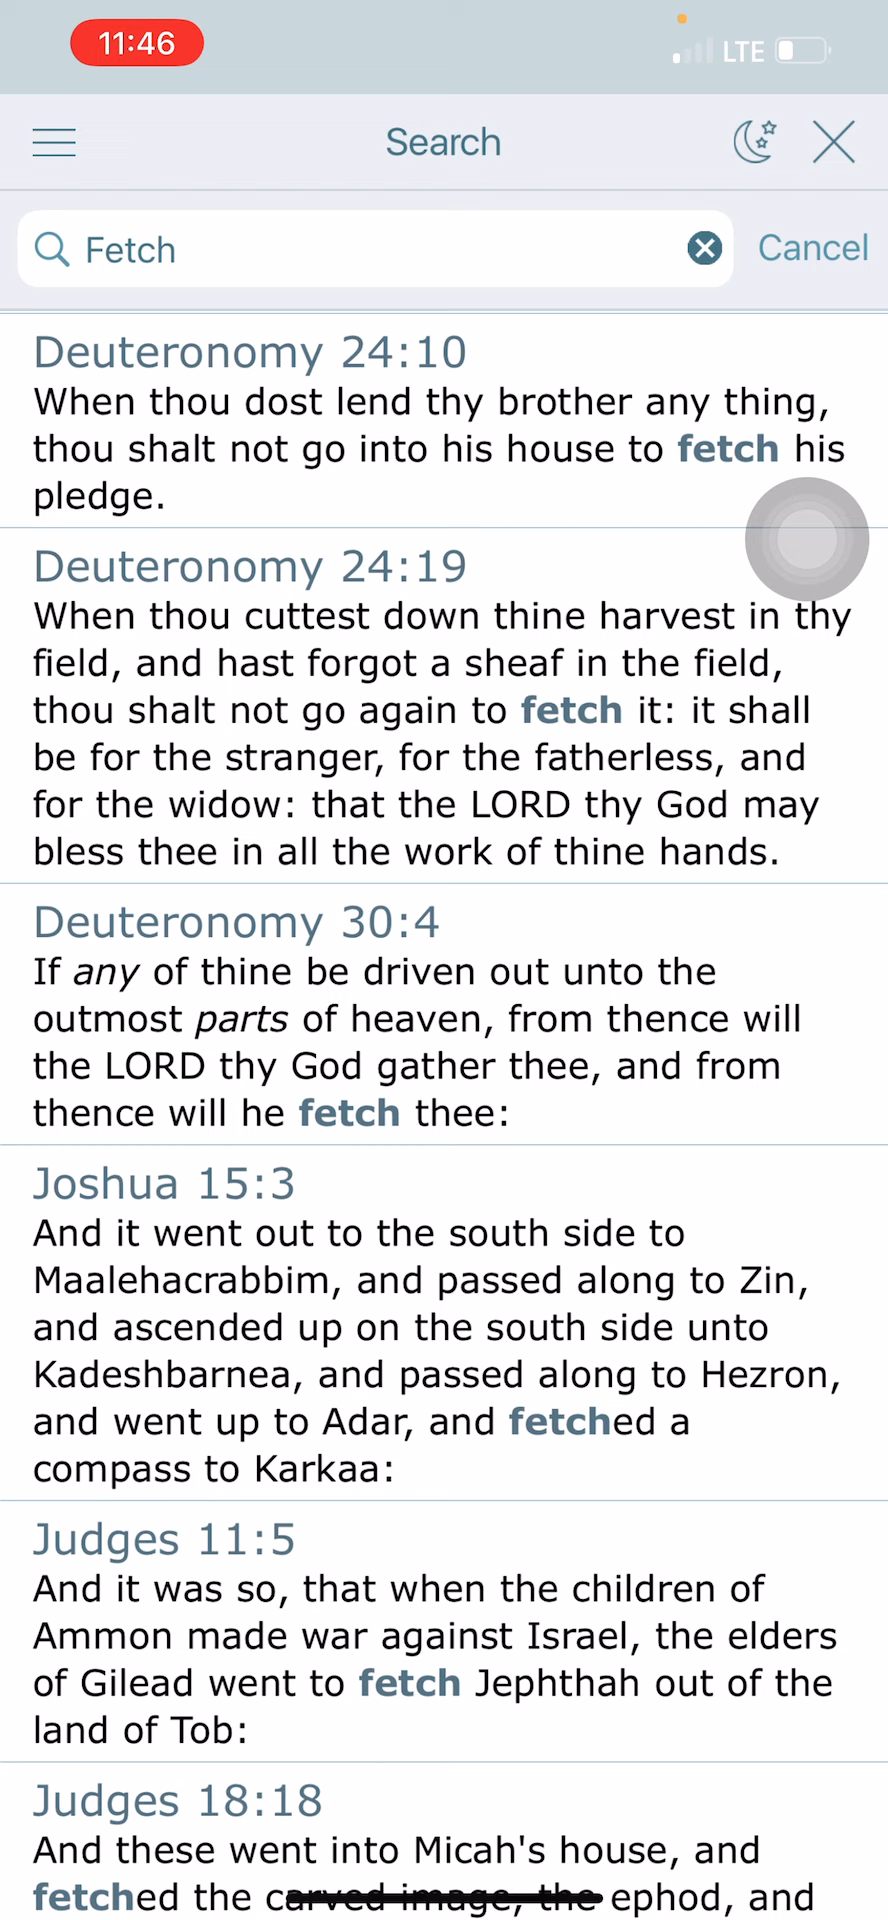 11:46
LTE
Search
Fetch
Cancel
Deuteronomy 24:10
When thou dost lend thy brother any thing,
thou shalt not go into his house to fetch his
pledge.
Deuteronomy 24:19
When thou cuttest down thine harvest in thy
field, and hast forgot a sheaf in the field,
thou shalt not go again to fetch it: it shall
be for the stranger, for the fatherless, and
for the widow: that the LORD thy God may
bless thee in all the work of thine hands.
Deuteronomy 30:4
If any of thine be driven out unto the
outmost parts of heaven, from thence will
the LORD thy God gather thee, and from
thence will he fetch thee:
Joshua 15:3
And it went out to the south side to
Maalehacrabbim, and passed along to Zin,
and ascended up on the south side unto
Kadeshbarnea, and passed along to Hezron,
and went up to Adar, and fetched a
compass to Karkaa:
Judges 11:5
And it was so, that when the children of
Ammon made war against Israel, the elders
of Gilead went to fetch Jephthah out of the
land of Tob:
Judges 18:18
And these went into Micah's house, and
fetched the carved image, the ephod, and